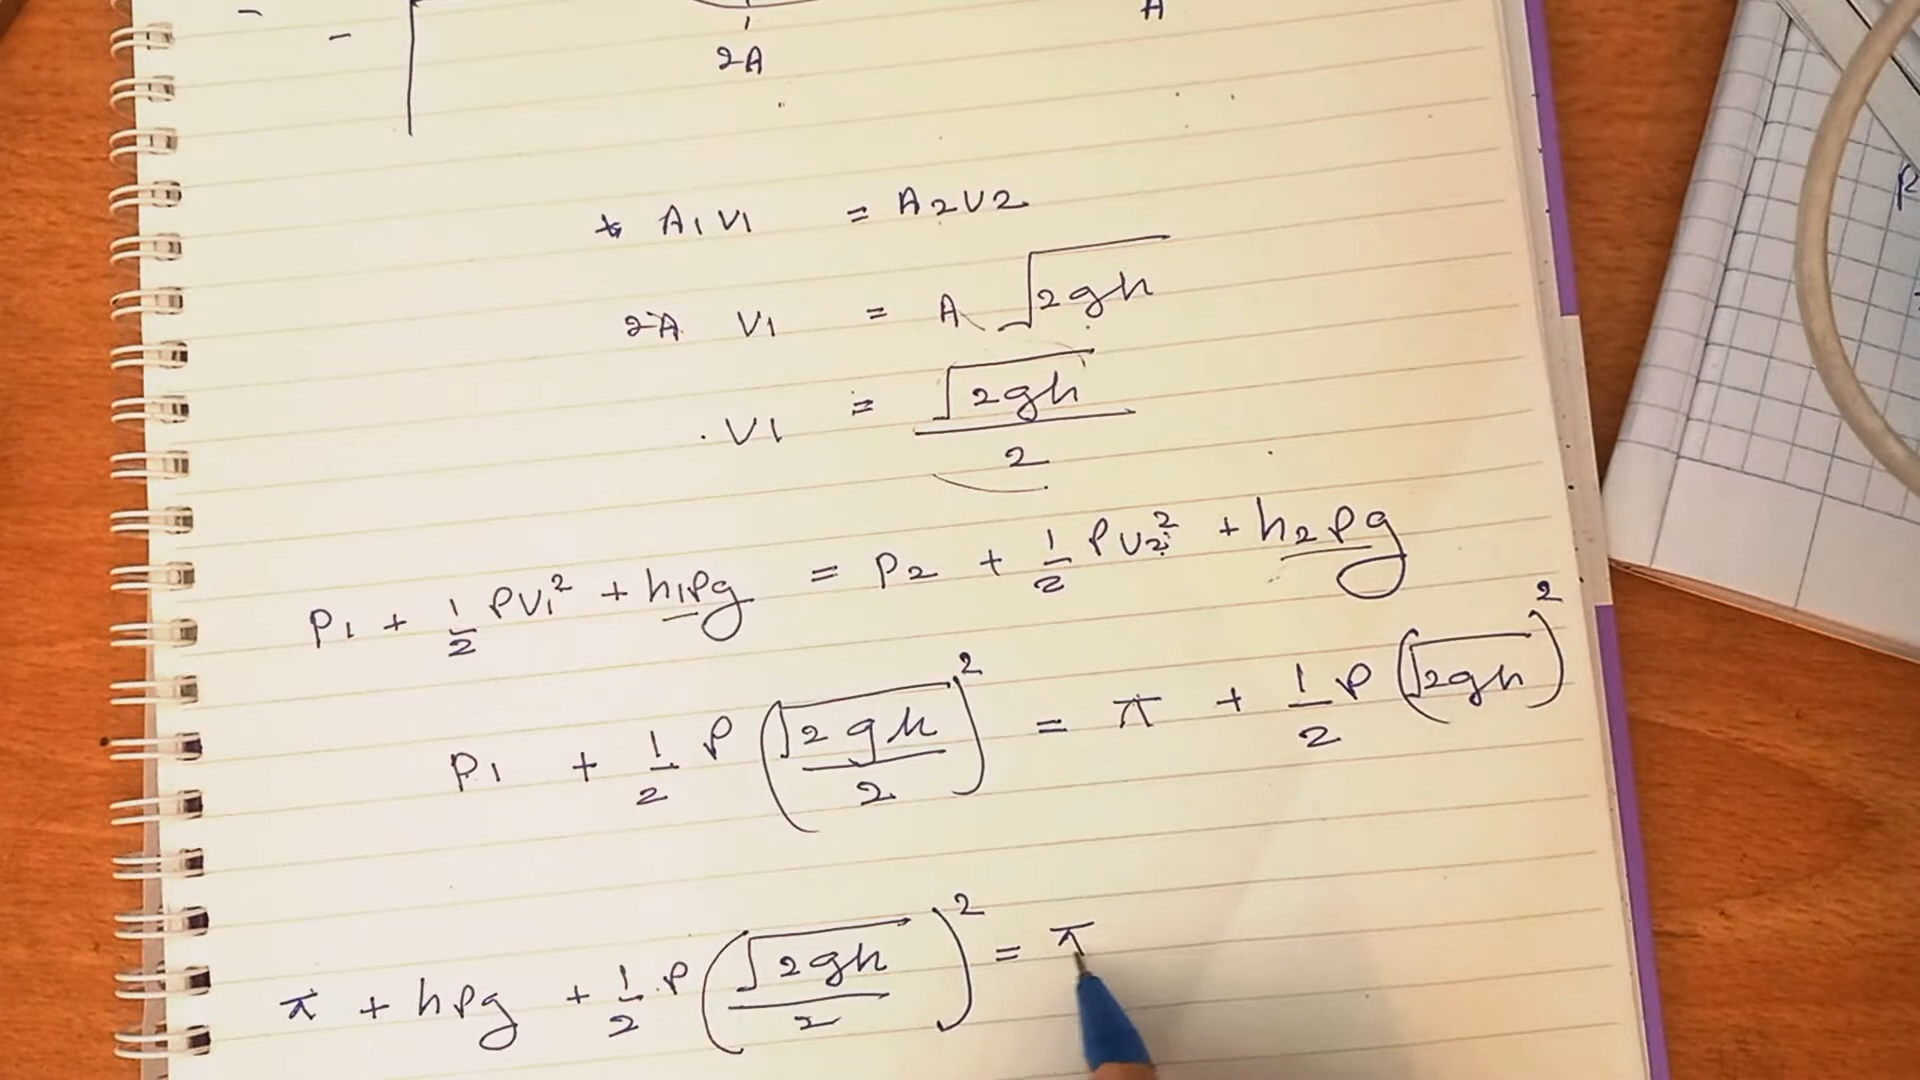 2A
A
* A1 V1 = A2 V2
2A V1 = A √2gh
V1 = √2gh / 2
P1 + 1/2 ρV1² + h1ρg = P2 + 1/2 ρV2² + h2ρg
P1 + 1/2 ρ (√2gh / 2)² = π + 1/2 ρ (√2gh)²
π + hρg + 1/2 ρ (√2gh / 2)² = π